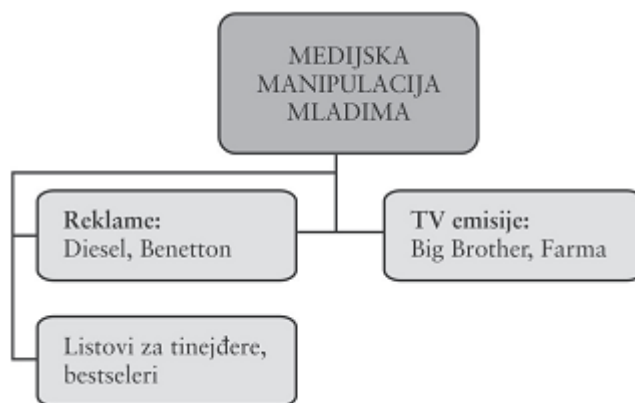 MEDIJSKA
MANIPULACIJA
MLADIMA
Reklame:
Diesel, Benetton
TV emisije:
Big Brother, Farma
Listovi za tinejđere,
bestseleri